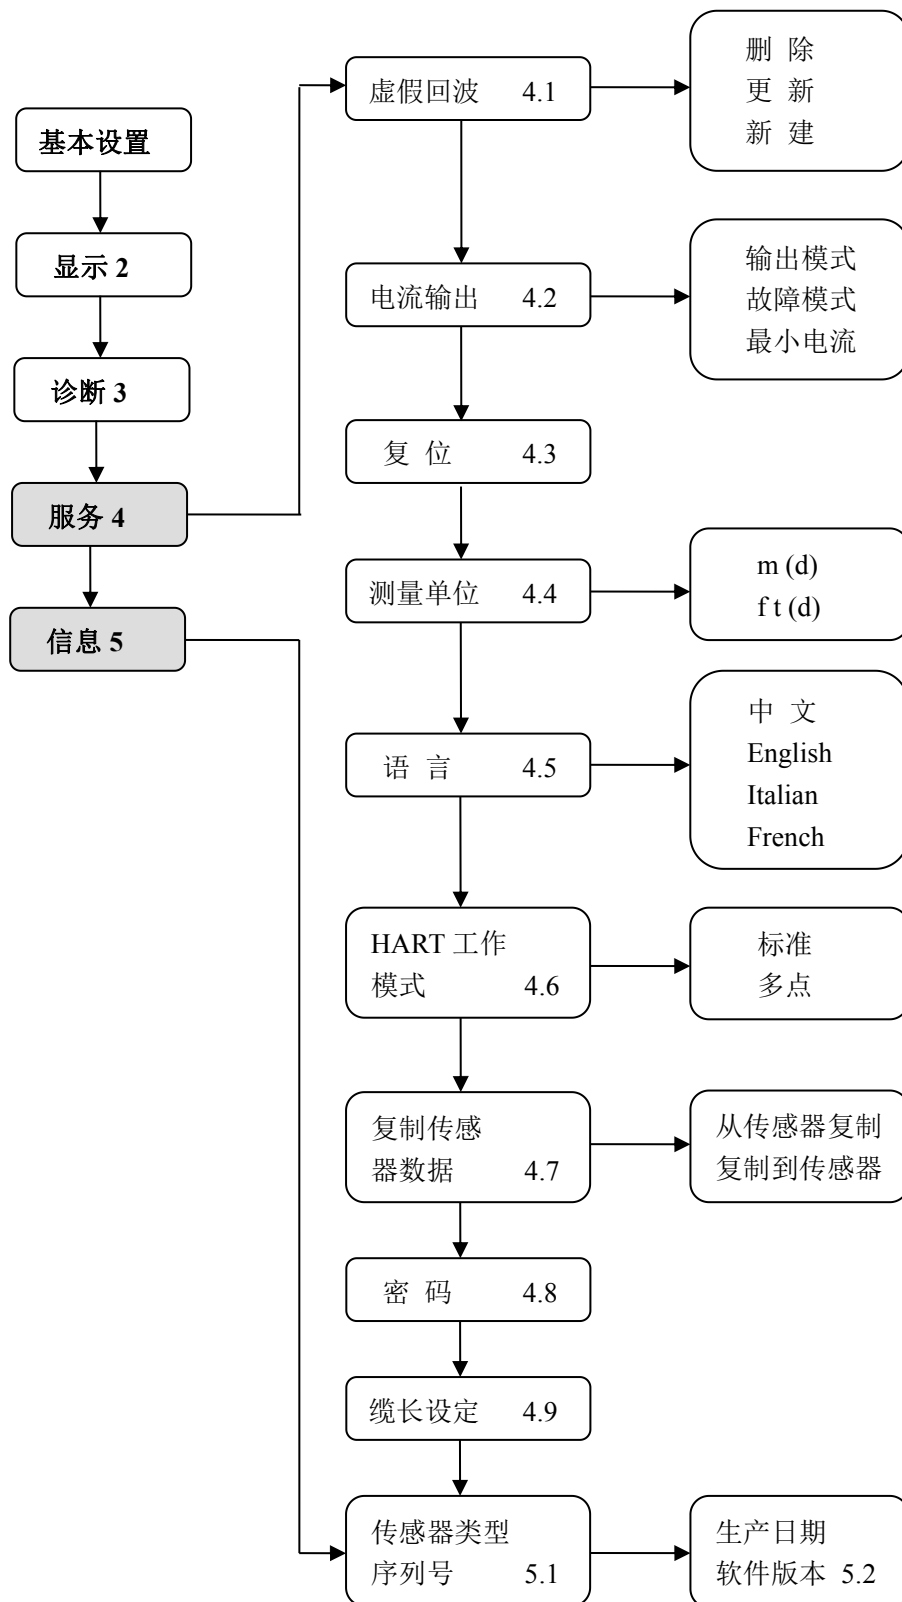 基本设置
显示 2
诊断 3
服务 4
信息 5
虚假回波 4.1
删 除
更 新
新 建
电流输出 4.2
输出模式
故障模式
最小电流
复 位 4.3
测量单位 4.4
m (d)
f t (d)
语 言 4.5
中 文
English
Italian
French
HART 工作
模式 4.6
标准
多点
复制传感
器数据 4.7
从传感器复制
复制到传感器
密 码 4.8
缆长设定 4.9
传感器类型
序列号 5.1
生产日期
软件版本 5.2